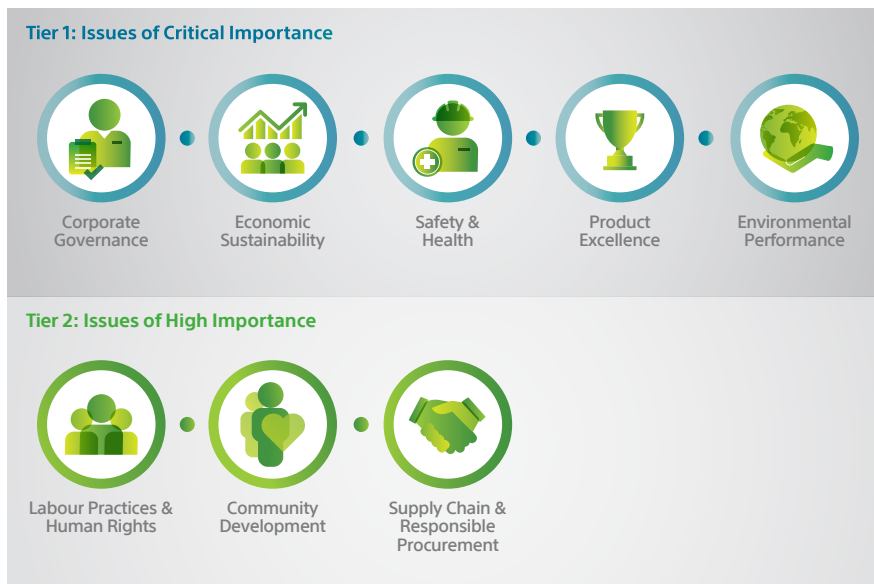 Tier 1: Issues of Critical Importance
Corporate
Governance
Economic
Sustainability
Safety &
Health
Product
Excellence
Environmental
Performance
Tier 2: Issues of High Importance
Labour Practices &
Human Rights
Community
Development
Supply Chain &
Responsible
Procurement